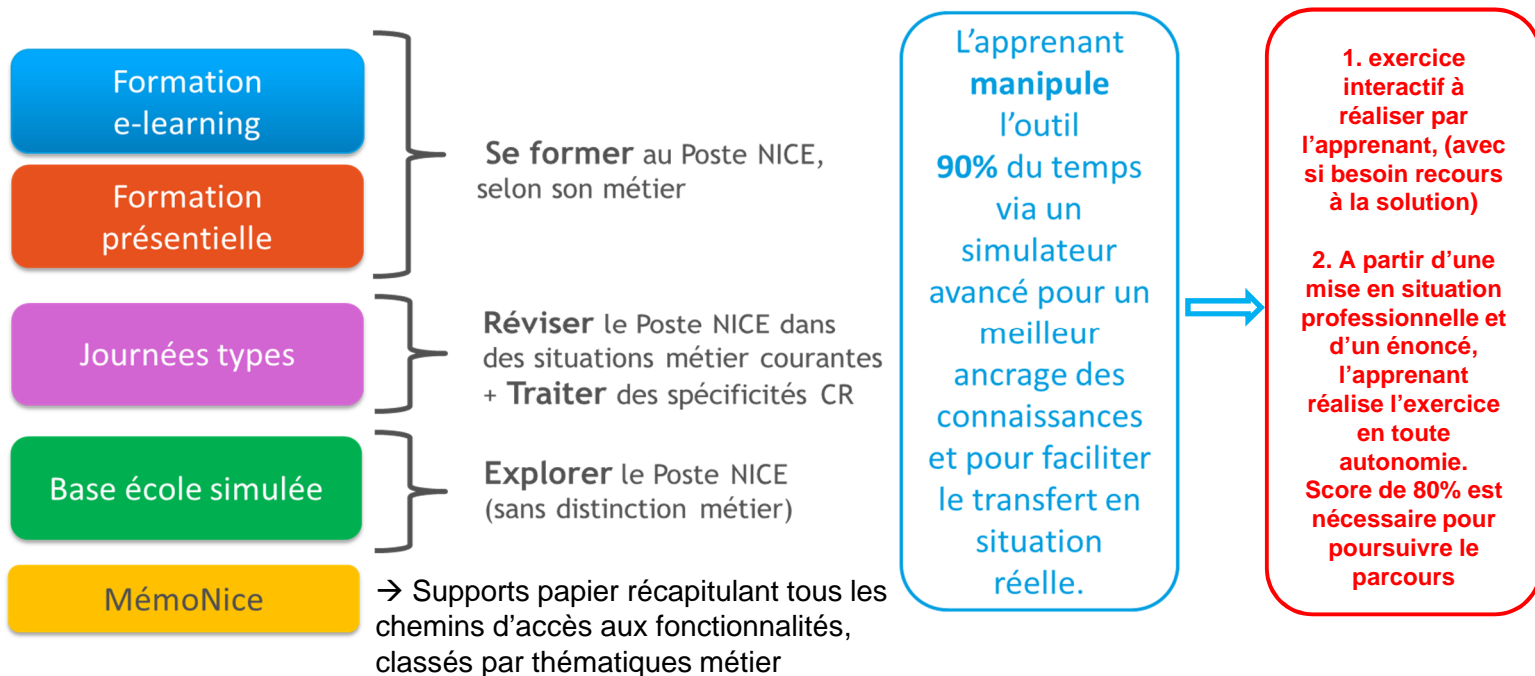 Formation
e-learning
Formation
présentielle
Se former au Poste NICE,
selon son métier
Journées types
Réviser le Poste NICE dans
des situations métier courantes
+ Traiter des spécificités CR
Base école simulée
Explorer le Poste NICE
(sans distinction métier)
MémoNice
→ Supports papier récapitulant tous les
chemins d’accès aux fonctionnalités,
classés par thématiques métier
L’apprenant
manipule
l’outil
90% du temps
via un
simulateur
avancé pour un
meilleur
ancrage des
connaissances
et pour faciliter
le transfert en
situation
réelle.
1. exercice
interactif à
réaliser par
l’apprenant, (avec
si besoin recours
à la solution)
2. A partir d’une
mise en situation
professionnelle et
d’un énoncé,
l’apprenant
réalise l’exercice
en toute
autonomie.
Score de 80% est
nécessaire pour
poursuivre le
parcours